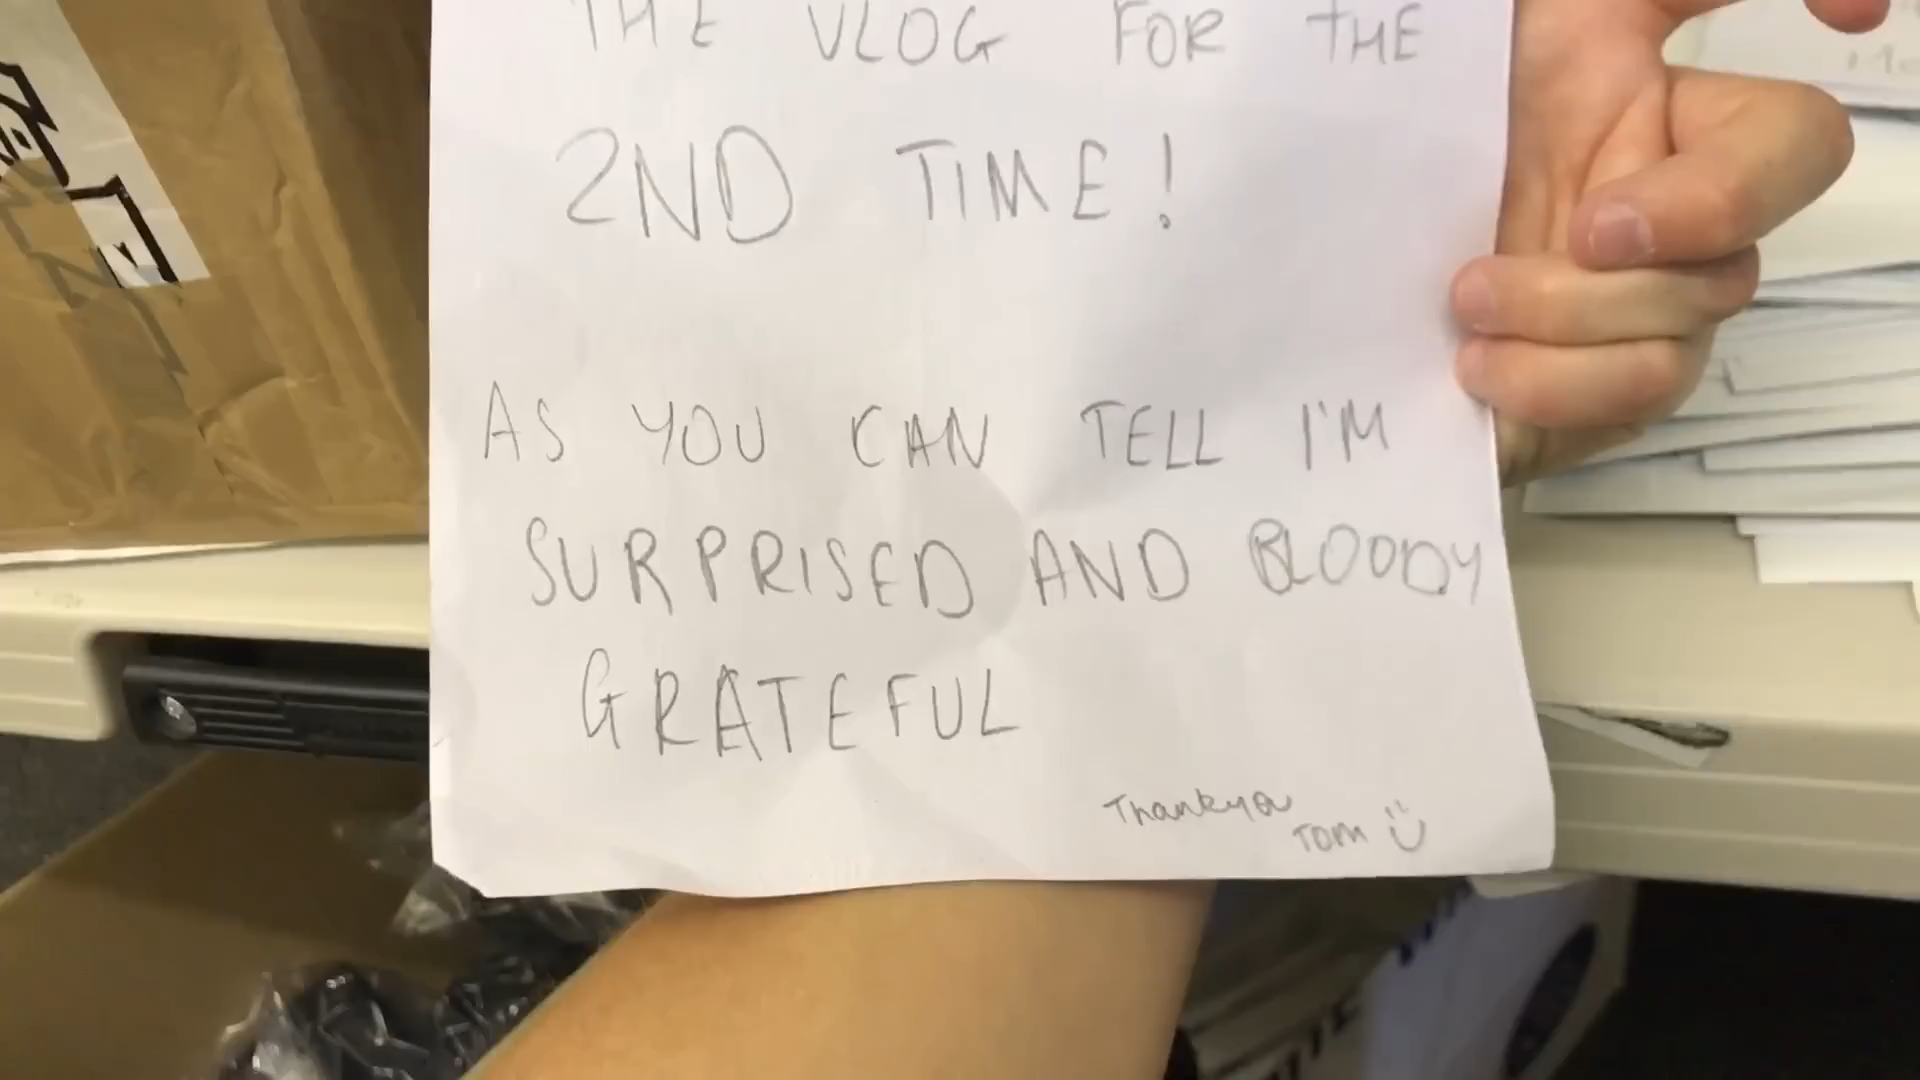 THE VLOG FOR THE
2ND TIME!
AS YOU CAN TELL I'M
SURPRISED AND BLOODY
GRATEFUL
Thankyou
TOM